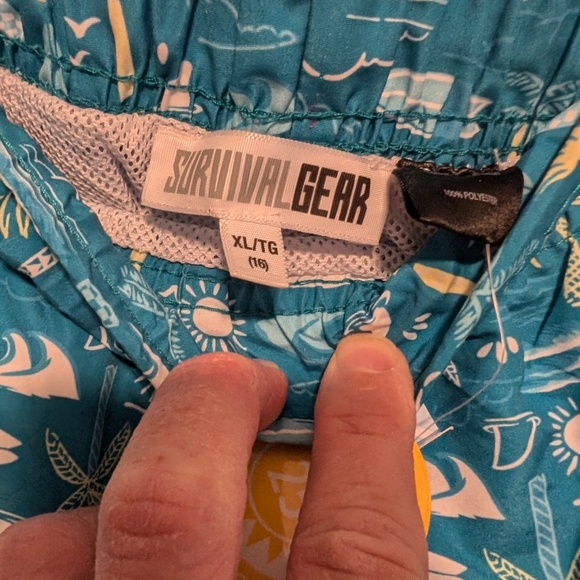 SURVIVALGEAR
XL/TG
(16)
100% POLYESTER